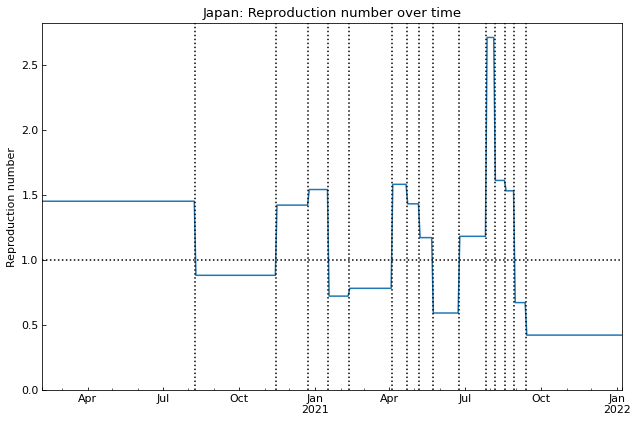 Japan: Reproduction number over time
Reproduction number
2.5
2.0
1.5
1.0
0.5
0.0
Apr Jul Oct Jan Apr Jul Oct Jan
2021 2022